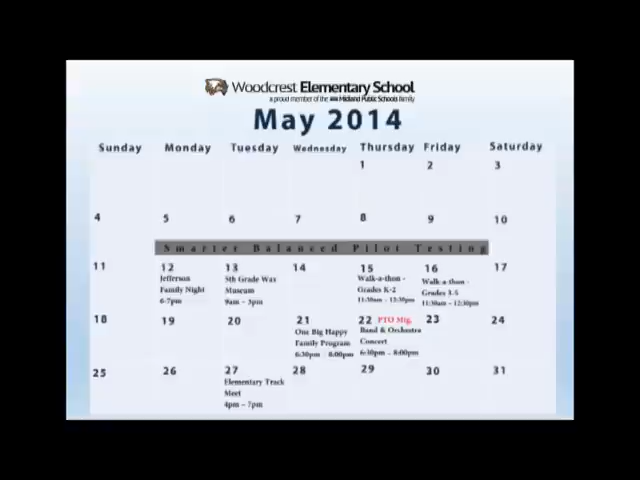 Woodcrest Elementary School
a proud member of the Midland Public Schools family
May 2014
Sunday Monday Tuesday Wednesday Thursday Friday Saturday
1 2 3
4 5 6 7 8 9 10
Smarter Balanced Pilot Testing
11 12 13 14 15 16 17
Jefferson Family Night
6-7pm
5th Grade Wax
Museum
9am - 3pm
Walk-a-thon -
Grades K-2
11:30am - 12:30pm
Walk-a-thon -
Grades 3-5
11:30am - 12:30pm
18 19 20 21 22 PTO Mtg. 23 24
One Big Happy
Family Program
6:30pm - 8:00pm
Band & Orchestra
Concert
6:30pm - 8:00pm
25 26 27 28 29 30 31
Elementary Track
Meet
4pm - 7pm